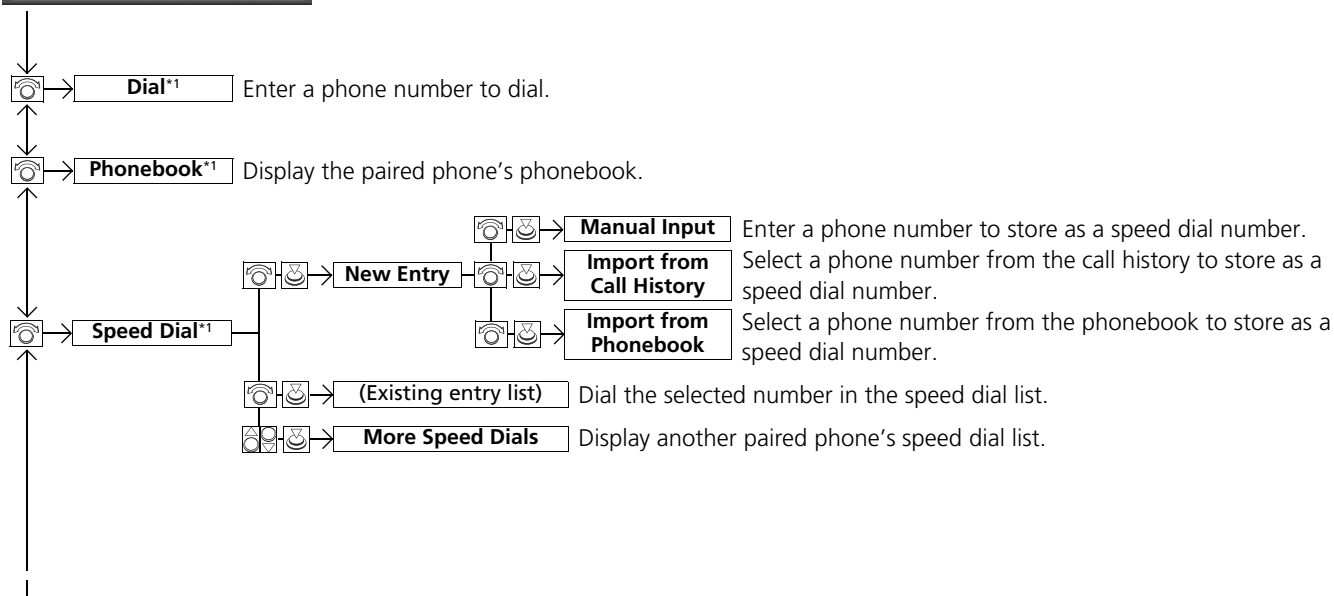 Dial*1 Enter a phone number to dial.
Phonebook*1 Display the paired phone’s phonebook.
Manual Input Enter a phone number to store as a speed dial number.
New Entry
Import from
Call History
Select a phone number from the call history to store as a
speed dial number.
Speed Dial*1
Import from
Phonebook
Select a phone number from the phonebook to store as a
speed dial number.
(Existing entry list) Dial the selected number in the speed dial list.
More Speed Dials Display another paired phone’s speed dial list.